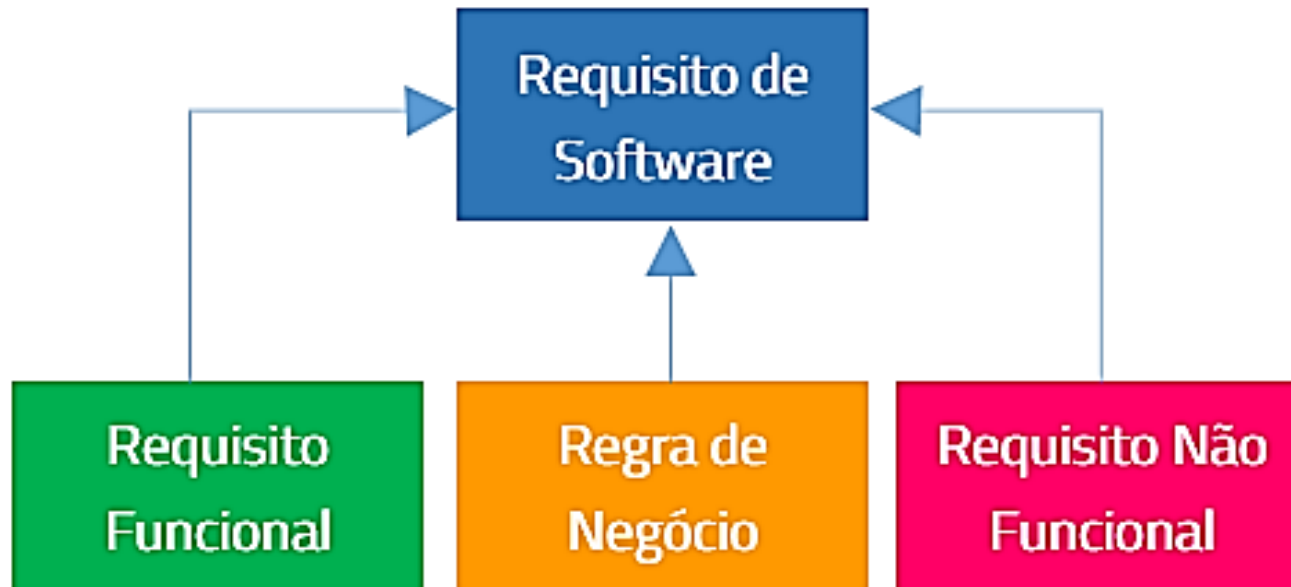 Requisito de
Software
Requisito
Funcional
Regra de
Negócio
Requisito Não
Funcional